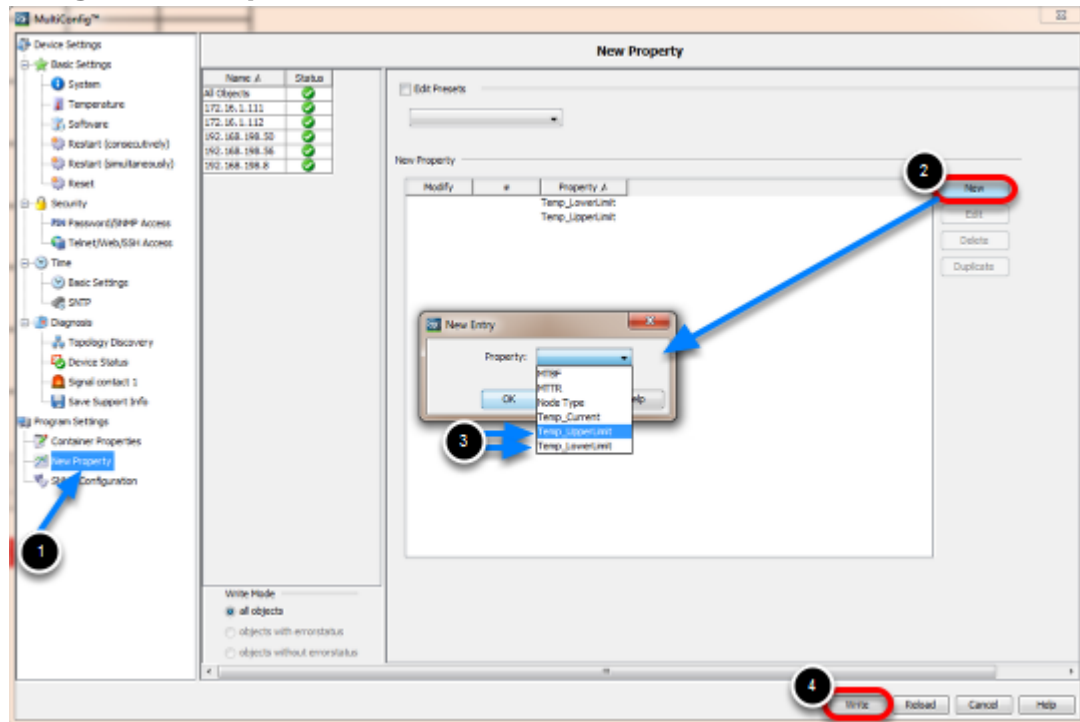 MultiConfig™
Device Settings
Basic Settings
System
Temperature
Software
Restart (consecutively)
Restart (simultaneously)
Reset
Security
Password/SNMP Access
Telnet/Web/SSH Access
Time
Basic Settings
SNTP
Diagnosis
Topology Discovery
Device Status
Signal contact 1
Save Support Info
Program Settings
Container Properties
New Property
Configuration
1
Name Status
All Objects
172.16.1.111
172.16.1.112
192.168.198.50
192.168.198.56
192.168.198.8
Write Mode
all objects
objects with errorstatus
objects without errorstatus
New Property
Edit Presets
New Property
Modify # Property
Temp_LowerLimit
Temp_UpperLimit
2
New
Edit
Delete
Duplicate
New Entry
Property:
MTBF
MTTR
Node Type
Temp_Current
Temp_UpperLimit
Temp_LowerLimit
OK
3
4
Write Reload Cancel Help